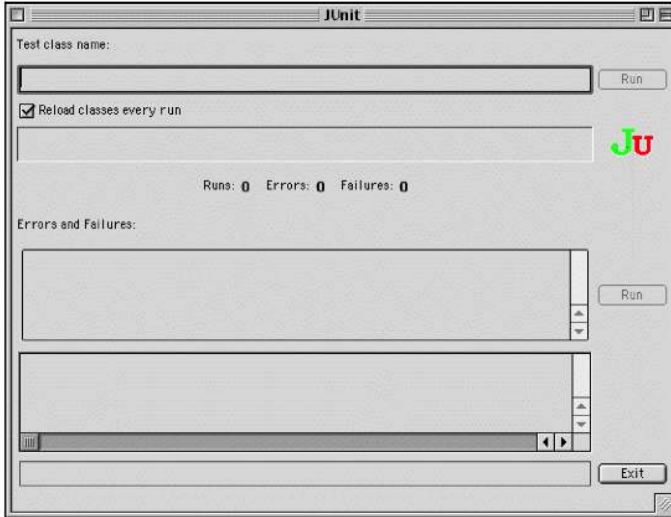 JUnit
Test class name:
Run
Reload classes every run
JU
Runs: 0 Errors: 0 Failures: 0
Errors and Failures:
Run
Exit